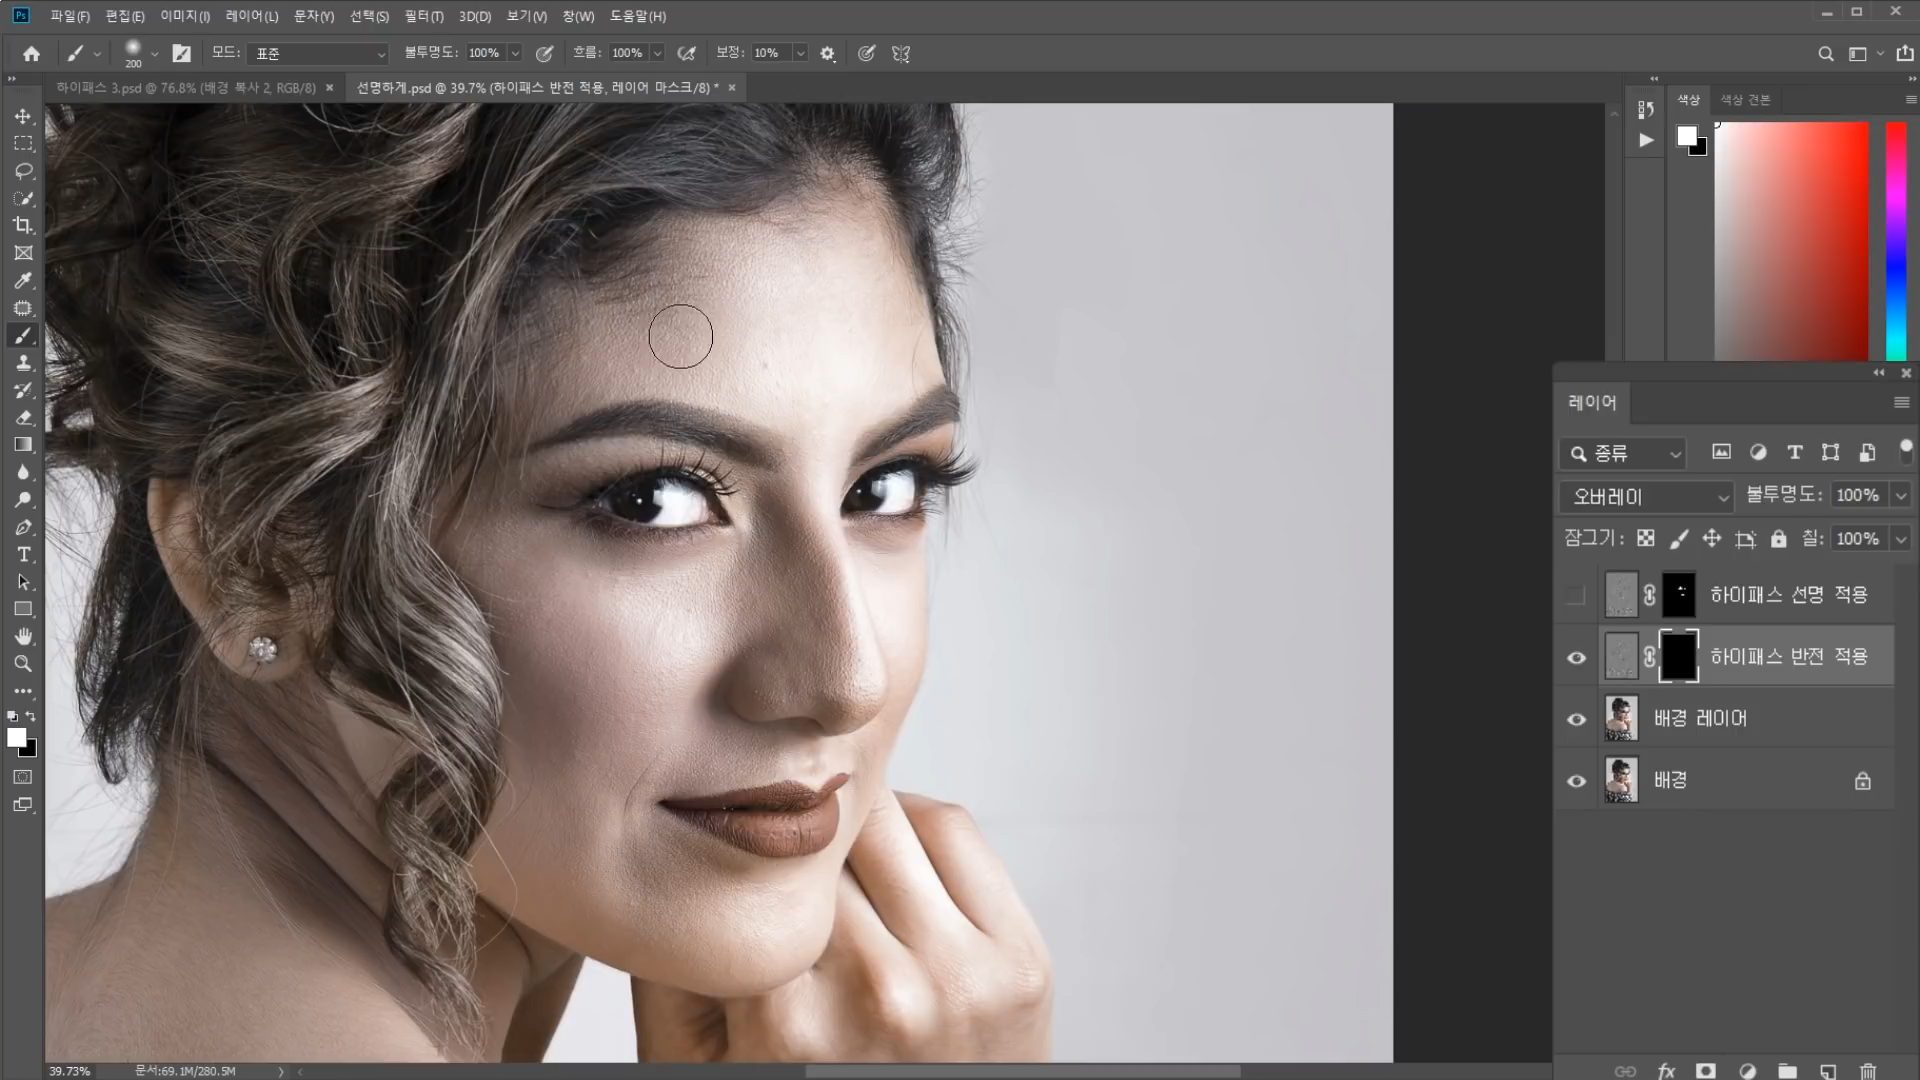 Ps 파일(F) 편집(E) 이미지(I) 레이어(L) 문자(Y) 선택(S) 필터(T) 3D(D) 보기(V) 창(W) 도움말(H)
200 모드: 표준 불투명도: 100% 흐름: 100% 보정: 10%
하이패스 3.psd @ 76.8% (배경 복사 2, RGB/8) × 선명하게.psd @ 39.7% (하이패스 반전 적용, 레이어 마스크/8) * ×
색상 색상 견본
레이어
종류
오버레이 불투명도: 100%
잠그기: 칠: 100%
하이패스 선명 적용
하이패스 반전 적용
배경 레이어
배경
fx
39.73% 문서:69.1M/280.5M